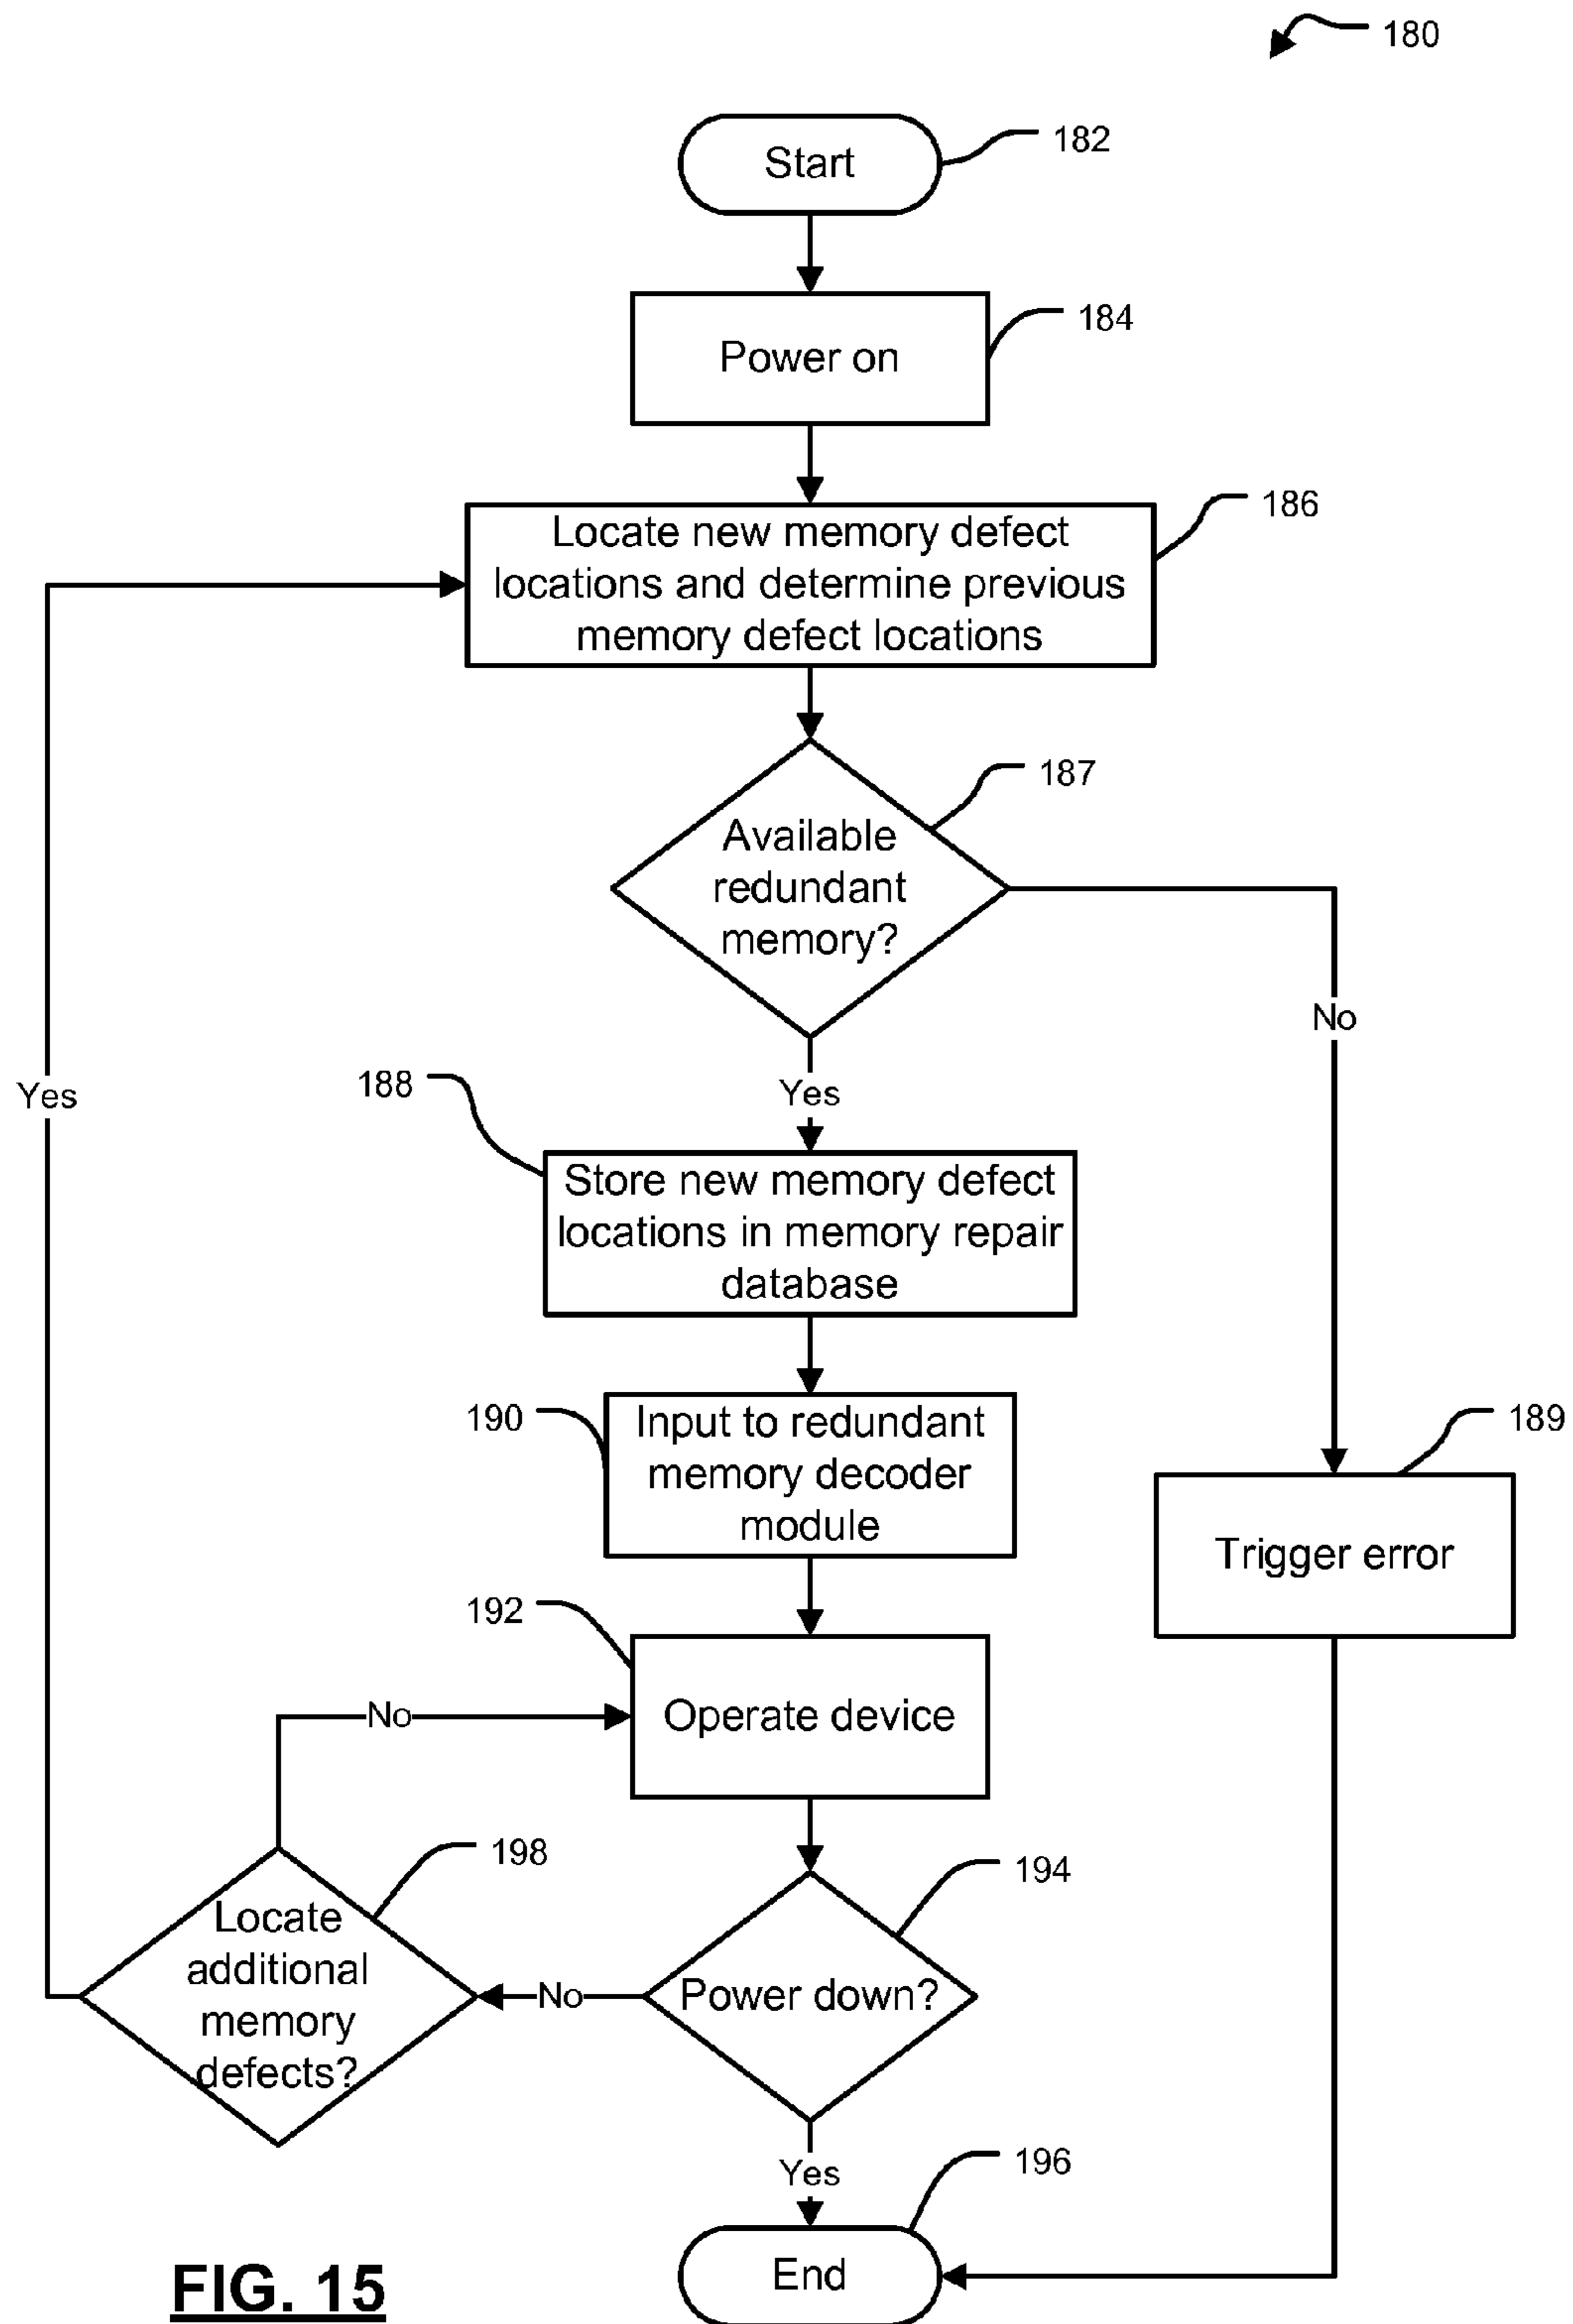 180
Start
182
Power on
184
Locate new memory defect
locations and determine previous
memory defect locations
186
Available
redundant
memory?
187
No
Yes
Yes
188
Store new memory defect
locations in memory repair
database
190
Input to redundant
memory decoder
module
189
Trigger error
192
Operate device
No
198
Locate
additional
memory
defects?
194
Power down?
No
Yes
196
End
FIG. 15